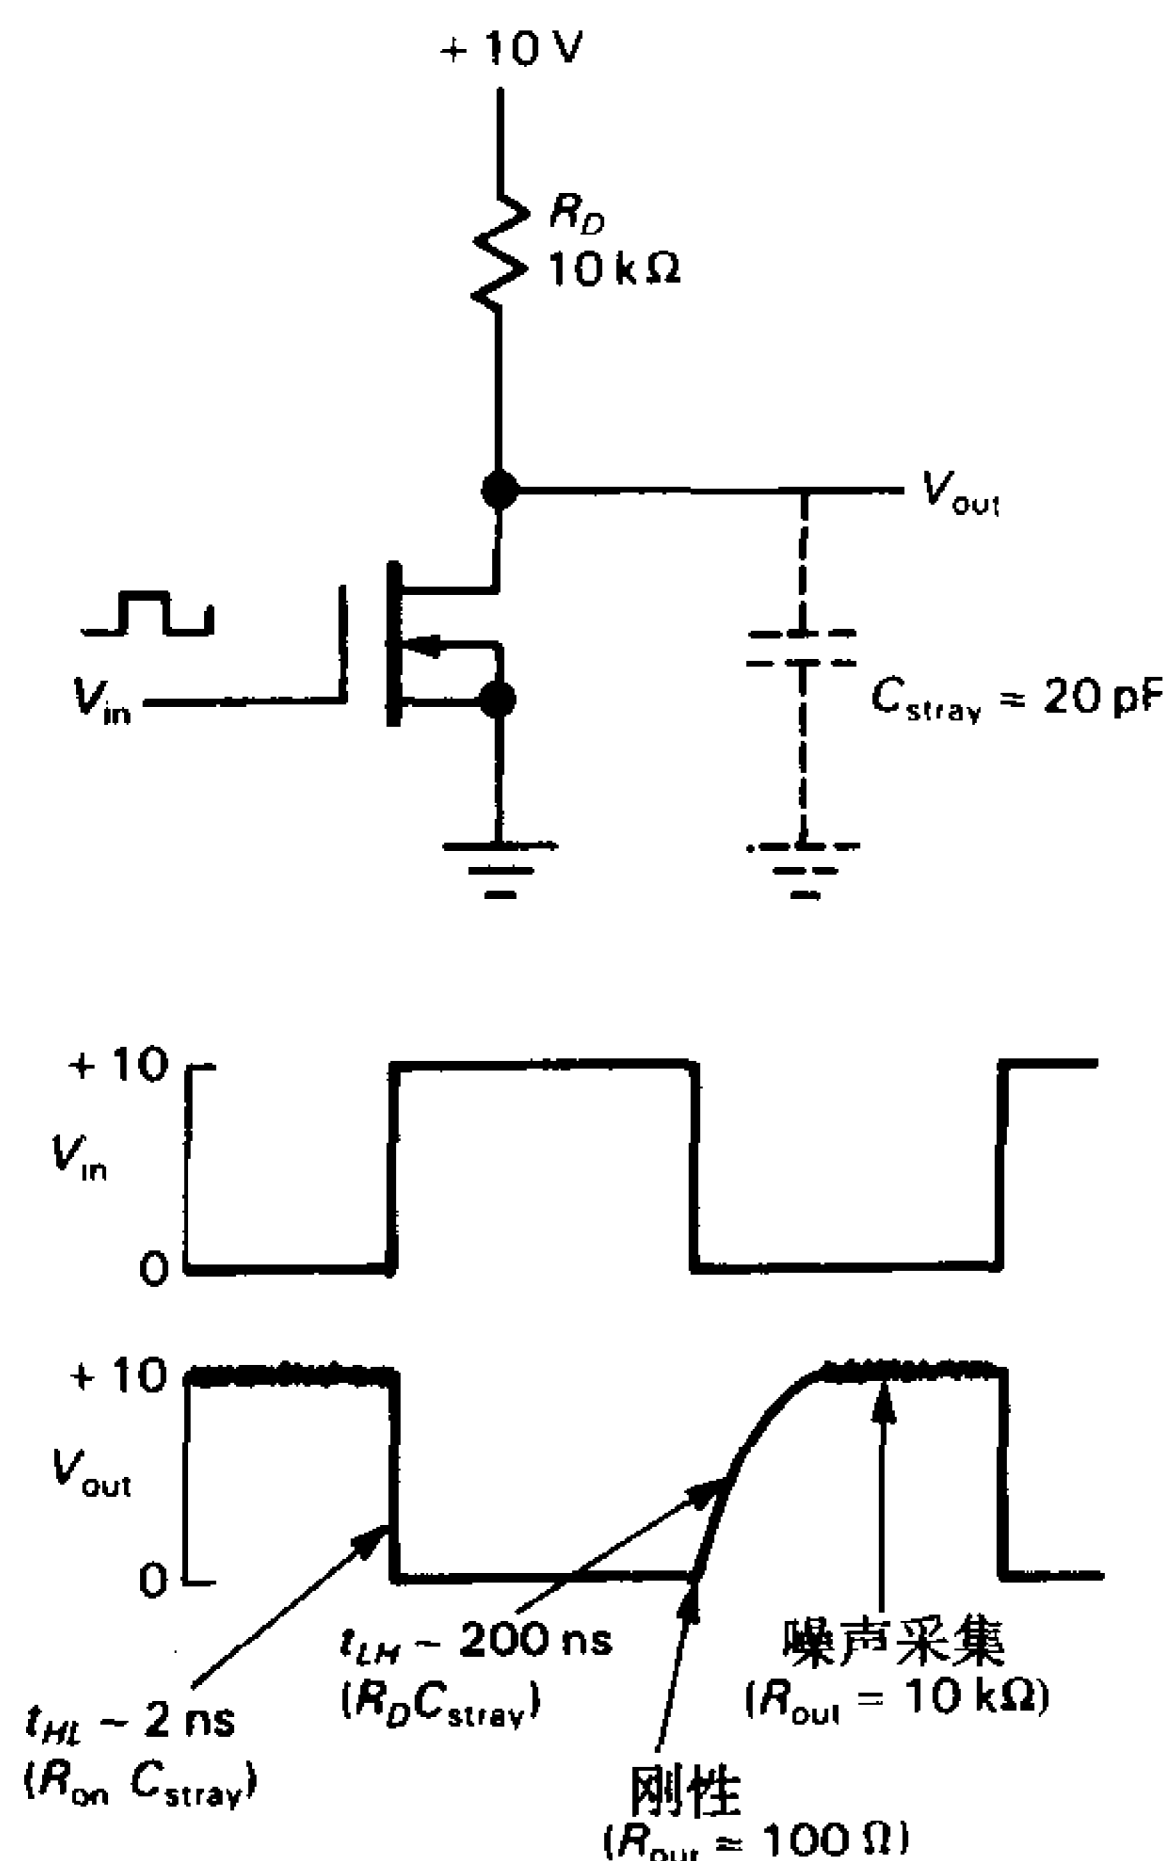 + 10 V
R_D
10 kΩ
V_out
V_in
C_stray ≈ 20 pF
+ 10
V_in
0
+ 10
V_out
0
t_HL ~ 2 ns
(R_on C_stray)
t_LH ~ 200 ns
(R_D C_stray)
刚性
(R_out ≈ 100 Ω)
噪声采集
(R_out = 10 kΩ)